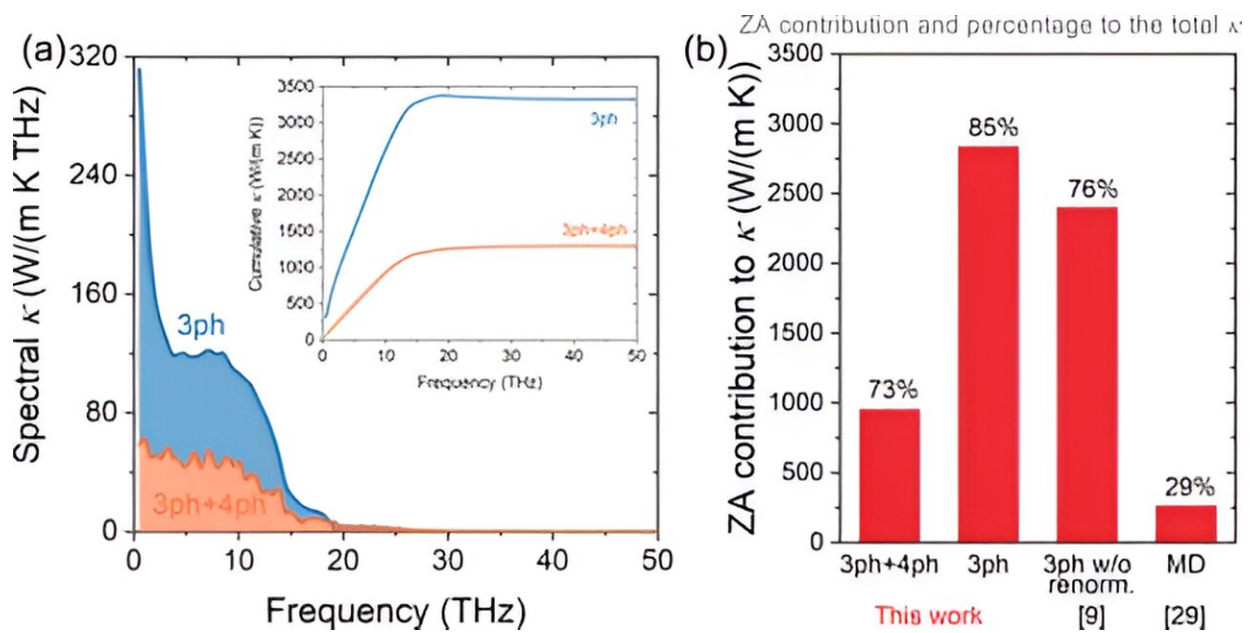 (a)
320
240
160
80
0
Spectral κ (W/(m K THz)
3ph
3ph+4ph
0 10 20 30 40 50
Frequency (THz)
3500
3000
2500
2000
1500
1000
500
0
Cumulative κ (W/(m K))
3ph
3ph+4ph
0 10 20 30 40 50
Frequency (THz)
ZA contribution and percentage to the total κ
(b)
3500
3000
2500
2000
1500
1000
500
0
ZA contribution to κ (W/(m K))
73%
85%
76%
29%
3ph+4ph 3ph 3ph w/o MD
renorm.
This work [9] [29]